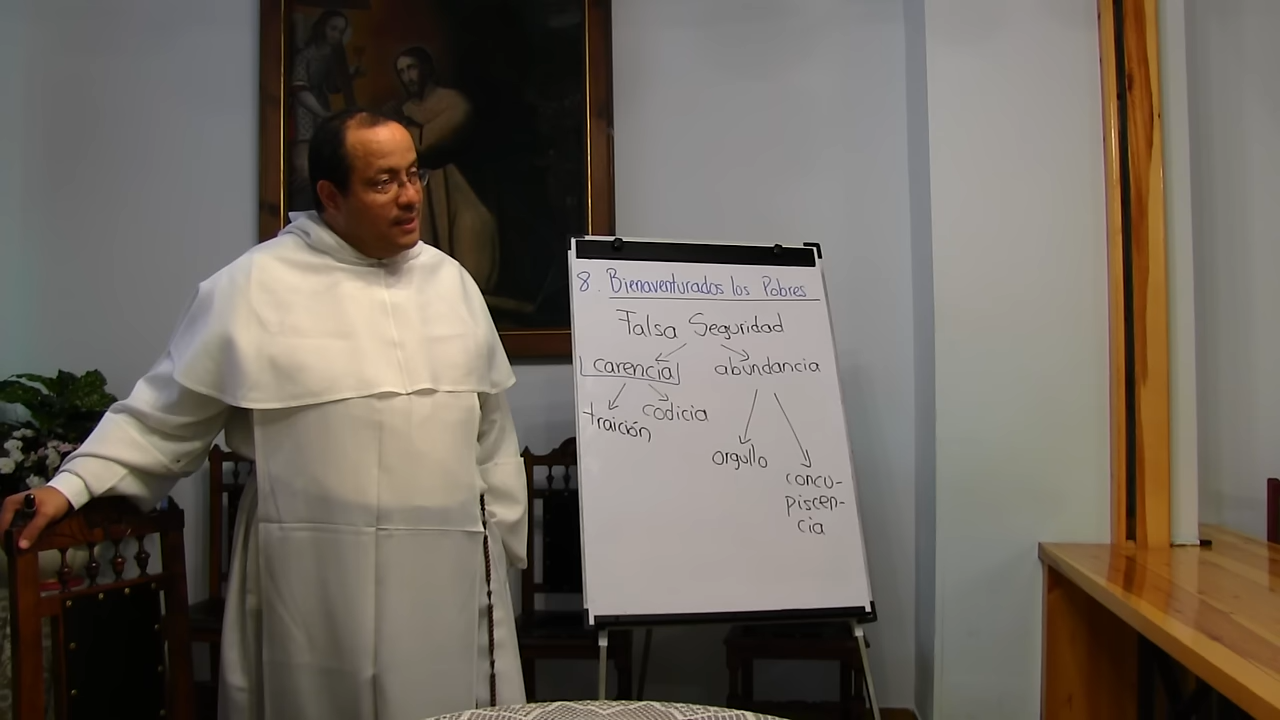 8. Bienaventurados los Pobres
Falsa Seguridad
carencia abundancia
traición codicia
orgullo
concu-
piscen-
cia